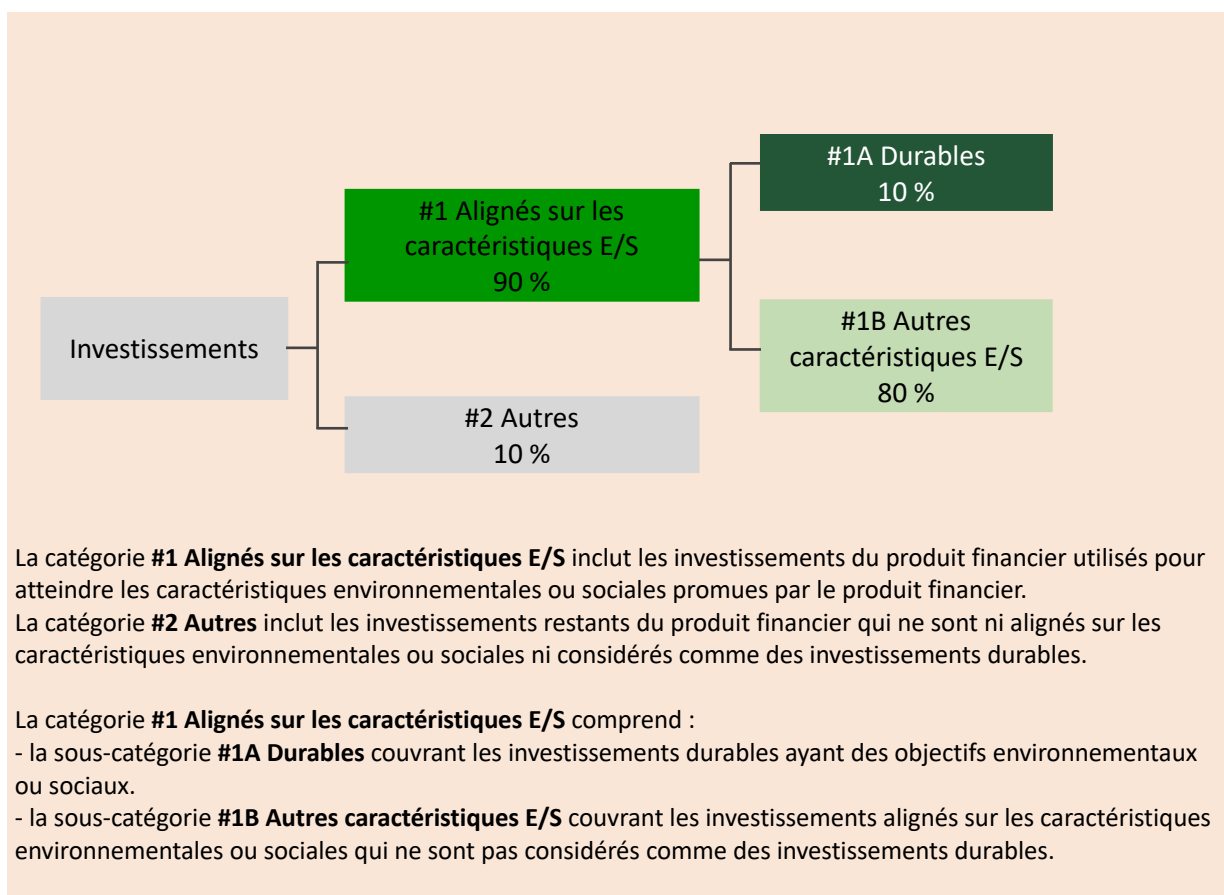 #1A Durables
10 %
#1 Alignés sur les
caractéristiques E/S
90 %
#1B Autres
caractéristiques E/S
80 %
Investissements
#2 Autres
10 %
La catégorie #1 Alignés sur les caractéristiques E/S inclut les investissements du produit financier utilisés pour
atteindre les caractéristiques environnementales ou sociales promues par le produit financier.
La catégorie #2 Autres inclut les investissements restants du produit financier qui ne sont ni alignés sur les
caractéristiques environnementales ou sociales ni considérés comme des investissements durables.
La catégorie #1 Alignés sur les caractéristiques E/S comprend :
- la sous-catégorie #1A Durables couvrant les investissements durables ayant des objectifs environnementaux
ou sociaux.
- la sous-catégorie #1B Autres caractéristiques E/S couvrant les investissements alignés sur les caractéristiques
environnementales ou sociales qui ne sont pas considérés comme des investissements durables.